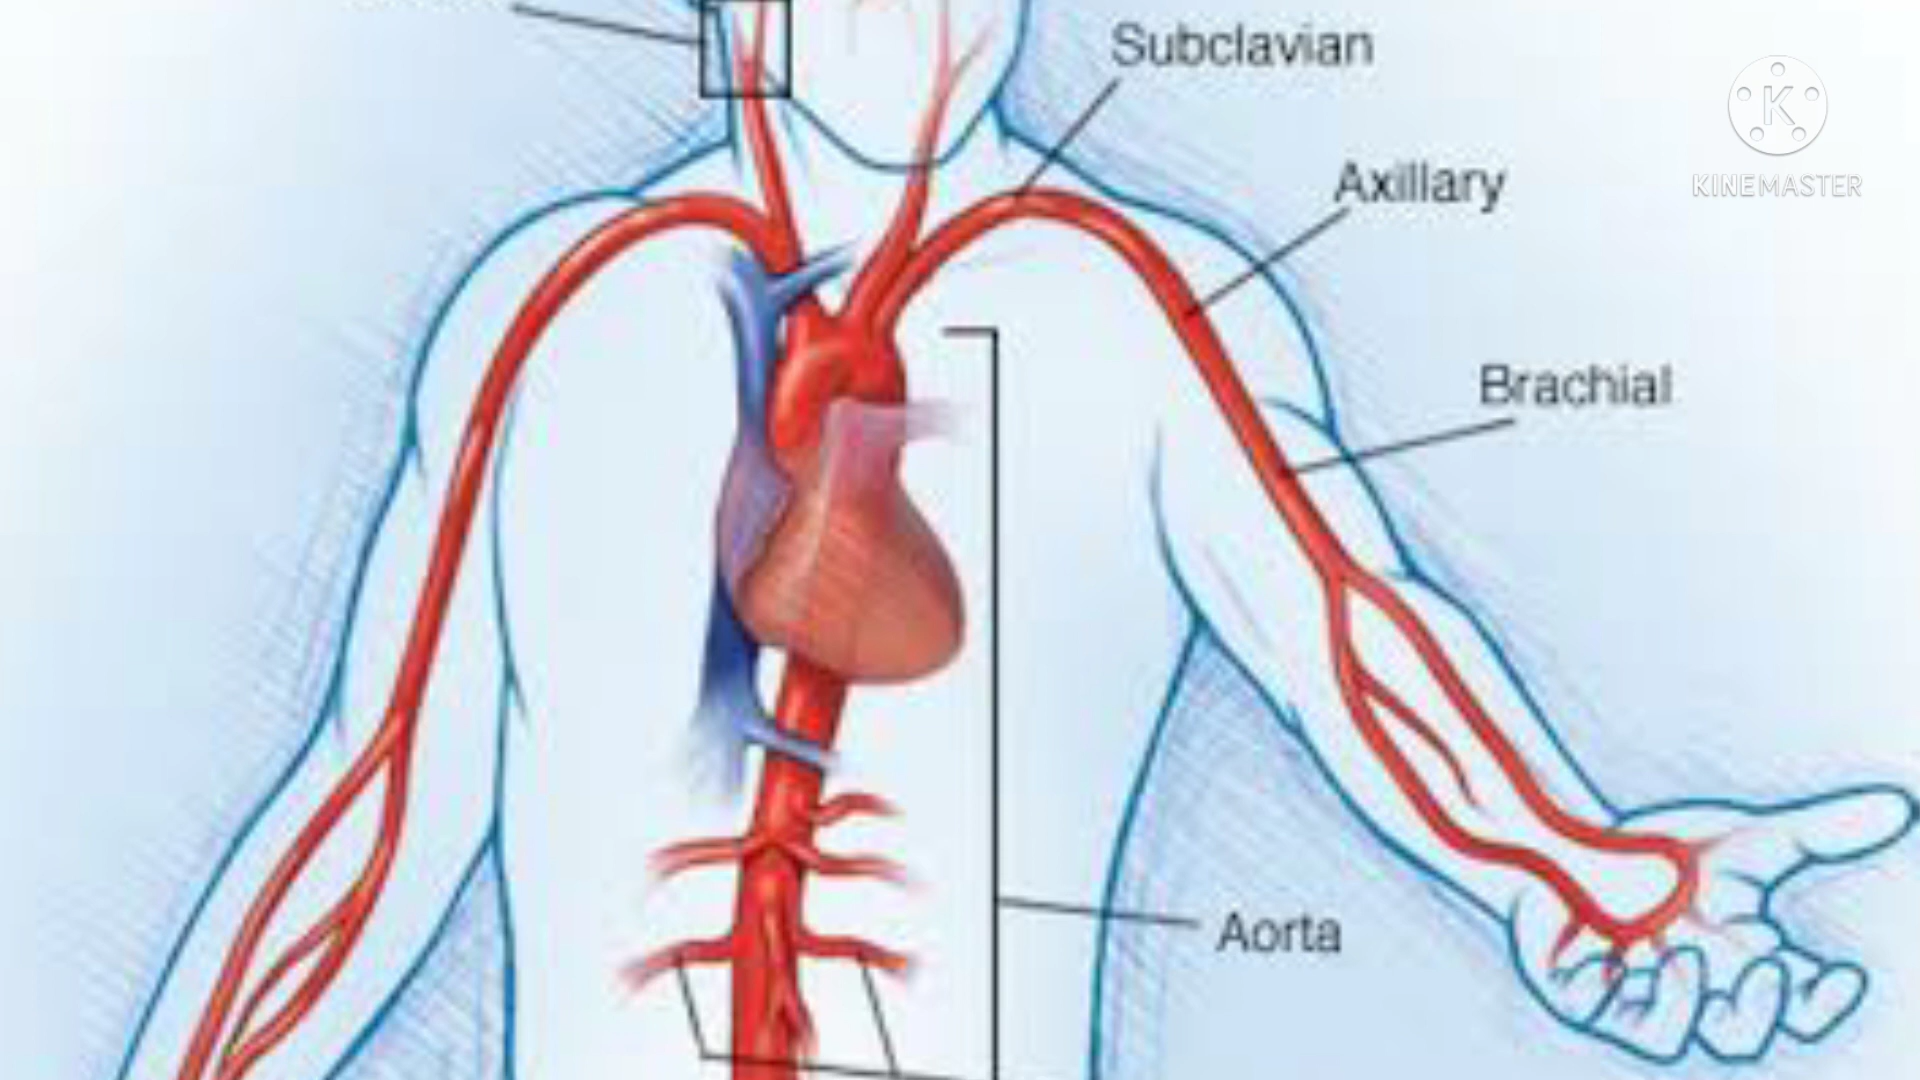 Subclavian
Axillary
K
KINEMASTER
Brachial
Aorta